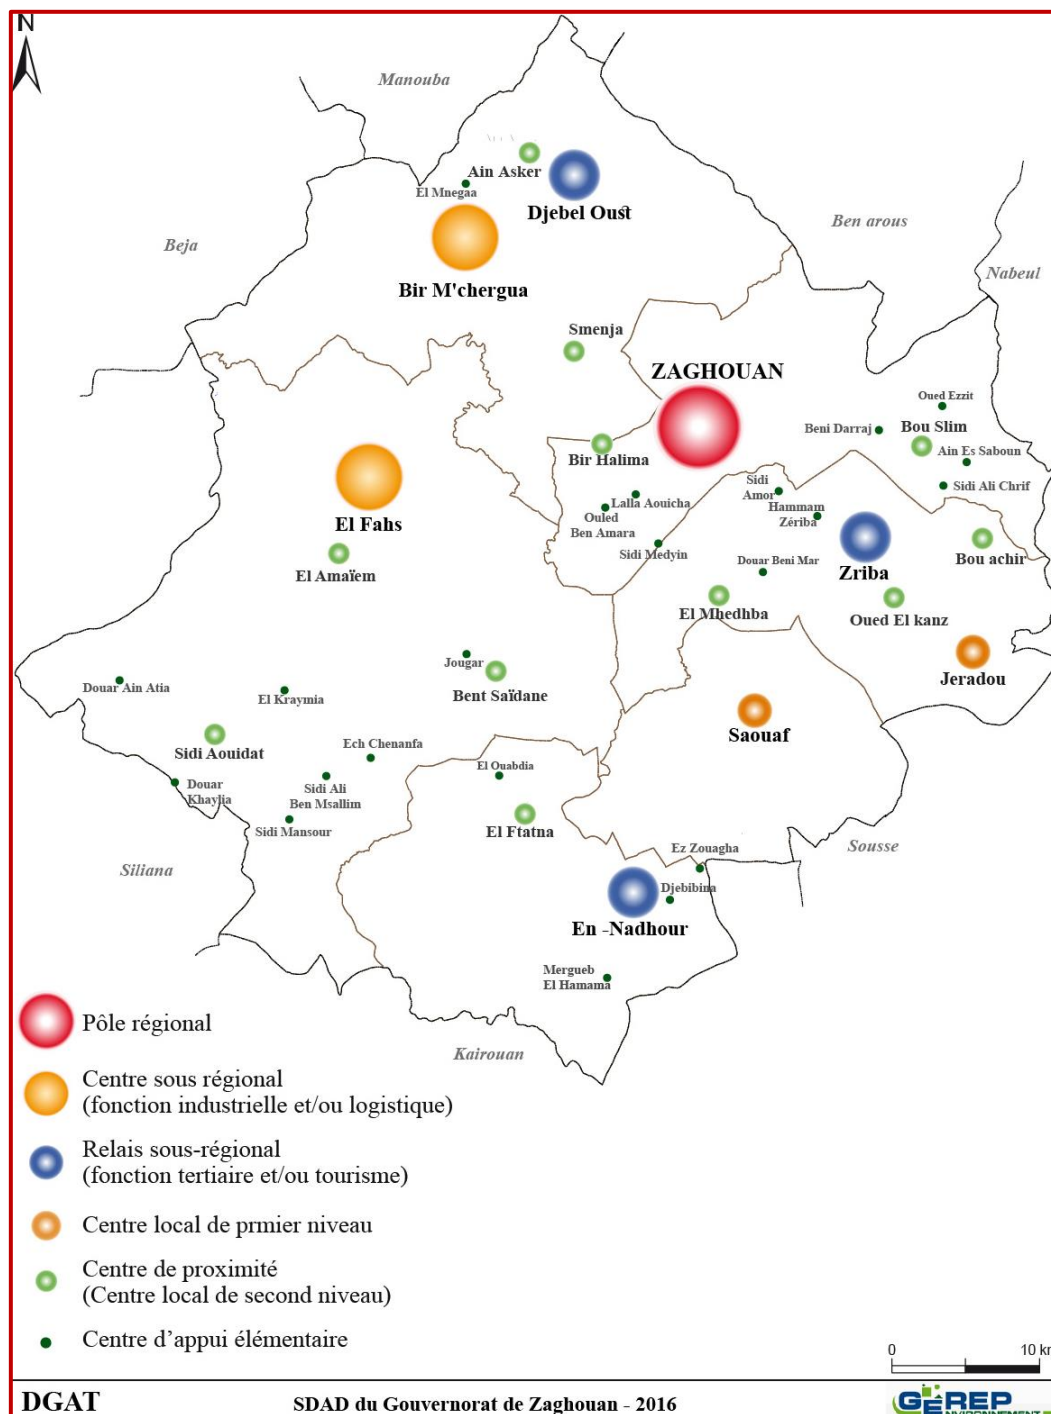 N
Manouba
Ain Asker
El Mnegaa
Djebel Oust
Ben arous
Beja
Nabeul
Bir M'chergua
Smenja
ZAGHOUAN
Oued Ezzit
Beni Darraj
Bou Slim
Bir Halima
Ain Es Saboun
Sidi
Amor
Sidi Ali Chrif
Lalla Aouicha
Hammam
Zériba
Ouled
Ben Amara
El Fahs
Sidi Medyin
Douar Beni Mar
Zriba
Bou achir
El Amaïem
El Mhedhba
Oued El kanz
Jougar
Jeradou
Douar Ain Atia
El Kraymia
Bent Saïdane
Saouaf
Sidi Aouidat
Ech Chenanfa
El Ouabdia
Douar
Khaylia
Sidi Ali
Ben Msallim
Sidi Mansour
El Ftatna
Ez Zouagha
Sousse
Siliana
Djebibina
En -Nadhour
Mergueb
El Hamama
Kairouan
Pôle régional
Centre sous régional
(fonction industrielle et/ou logistique)
Relais sous-régional
(fonction tertiaire et/ou tourisme)
Centre local de prmier niveau
Centre de proximité
(Centre local de second niveau)
Centre d'appui élémentaire
0 10 km
DGAT
SDAD du Gouvernorat de Zaghouan - 2016
GEREP
ENVIRONNEMENT